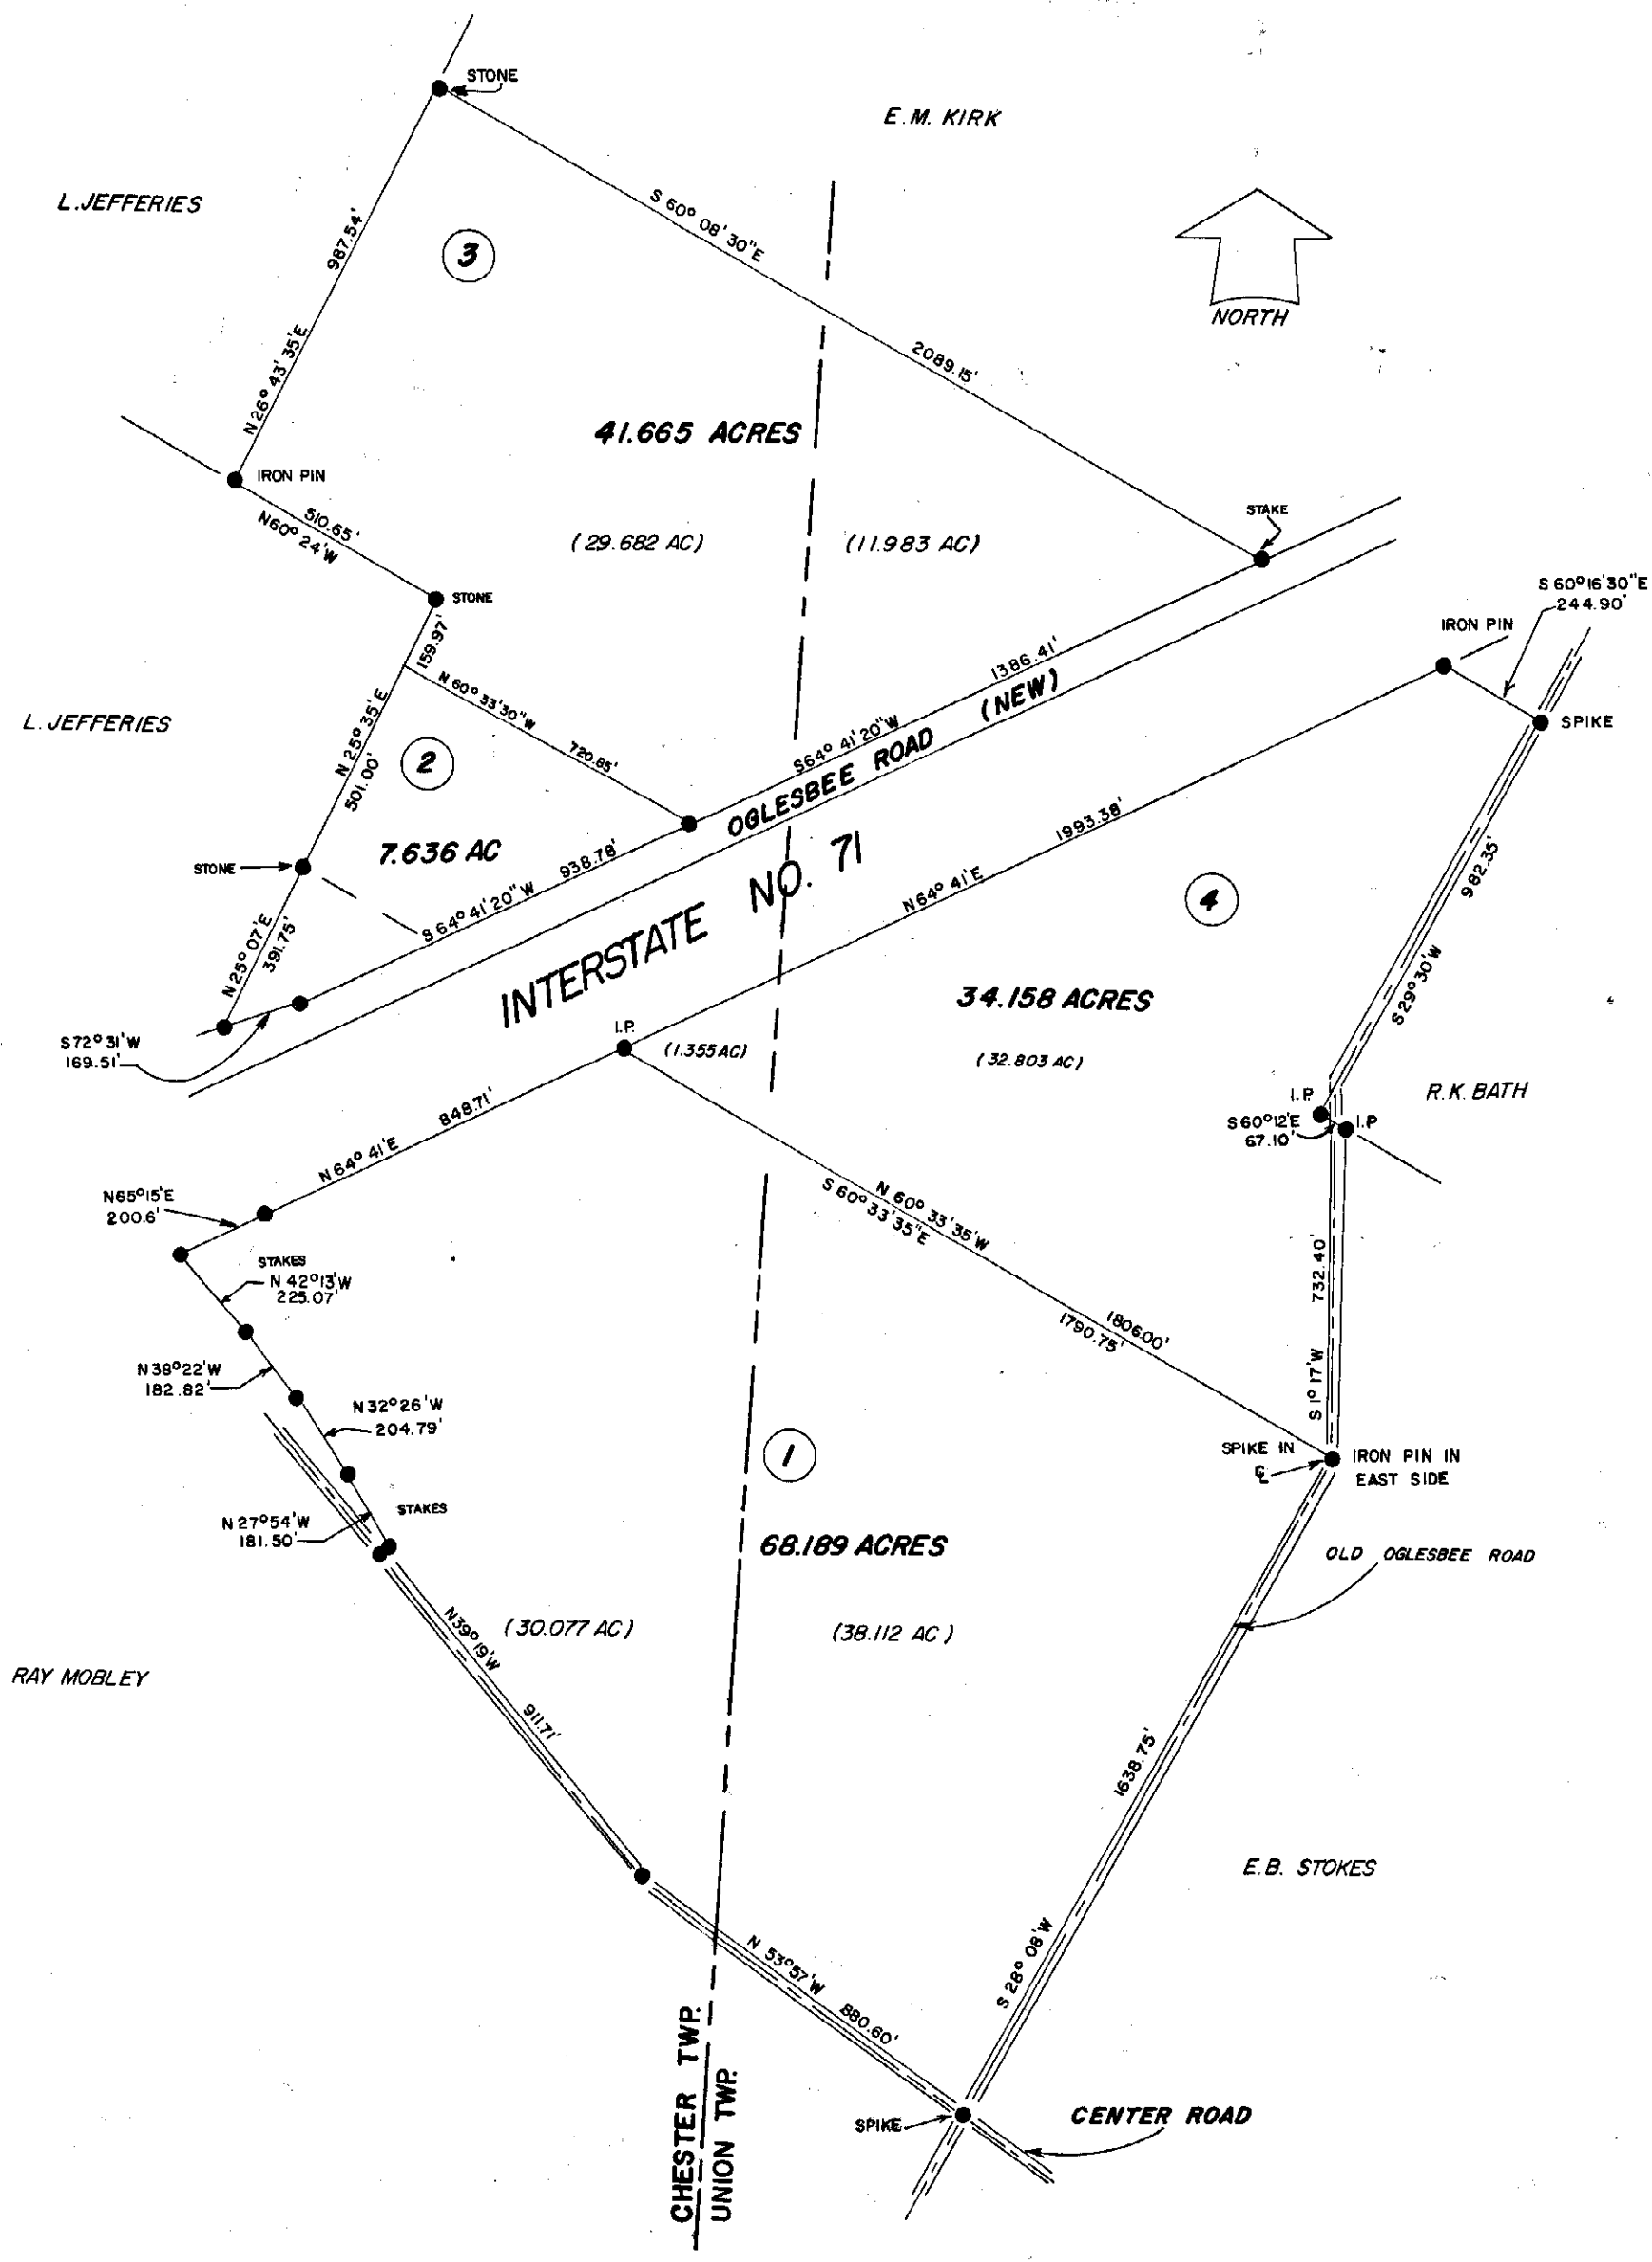 STONE
E.M. KIRK
L. JEFFERIES
987.54'
N 26° 43' 35'E
3
S 60° 08' 30"E
2089.15'
NORTH
41.665 ACRES
IRON PIN
510.65'
N60° 24'W
(29.682 AC)
(11.983 AC)
STAKE
STONE
159.97'
S 60°16'30"E
244.90'
IRON PIN
SPIKE
N 60° 33'30"W
720.85'
1386.41'
S64° 41'20"W
OGLESBEE ROAD (NEW)
L. JEFFERIES
N 25° 35'E
501.00'
2
7.636 AC
STONE
938.78'
S 64° 41'20"W
INTERSTATE NO. 71
1993.38'
N64° 41'E
4
982.35'
S 29° 30'W
N 25° 07'E
391.75'
S72° 31'W
169.51'
34.158 ACRES
I.P.
(1.355 AC)
(32.803 AC)
R.K. BATH
I.P.
S 60°12'E
67.10'
I.P
848.71'
N 64° 41'E
N65°15'E
200.6'
N 60° 33'35'W
S 60° 33'35"E
1806.00'
1790.75'
732.40'
S 1° 17'W
STAKES
N 42°13'W
225.07'
N38°22'W
182.82'
N32°26'W
204.79'
1
SPIKE IN
℄
IRON PIN IN
EAST SIDE
STAKES
N 27°54'W
181.50'
68.189 ACRES
OLD OGLESBEE ROAD
N39° 19'W
911.71'
(30.077 AC)
(38.112 AC)
RAY MOBLEY
1638.75'
S 28° 08'W
E.B. STOKES
N 53°57'W
880.60'
CHESTER TWP.
UNION TWP.
SPIKE
CENTER ROAD